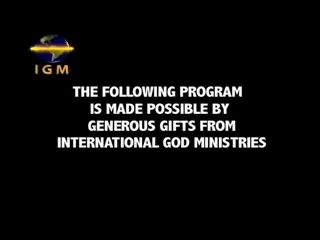 IGM
THE FOLLOWING PROGRAM
IS MADE POSSIBLE BY
GENEROUS GIFTS FROM
INTERNATIONAL GOD MINISTRIES